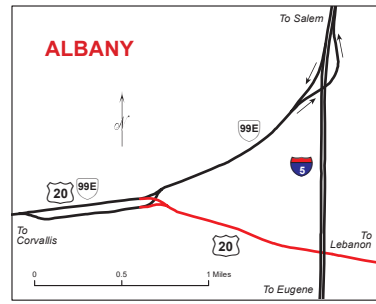 To Salem
ALBANY
N
99E
5
20
99E
To
Corvallis
20
To
Lebanon
0 0.5 1 Miles
To Eugene